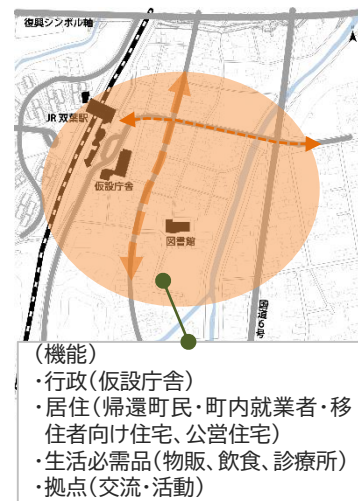 復興シンボル軸
JR 双葉駅
仮設庁舎
図書館
国道6号
(機能)
・行政(仮設庁舎)
・居住(帰還町民・町内就業者・移
住者向け住宅、公営住宅)
・生活必需品(物販、飲食、診療所)
・拠点(交流・活動)